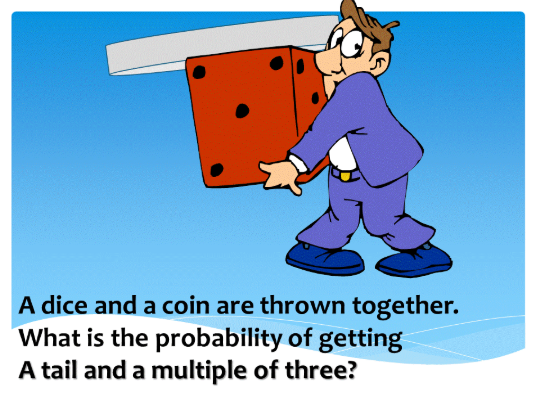 A dice and a coin are thrown together.
What is the probability of getting
A tail and a multiple of three?